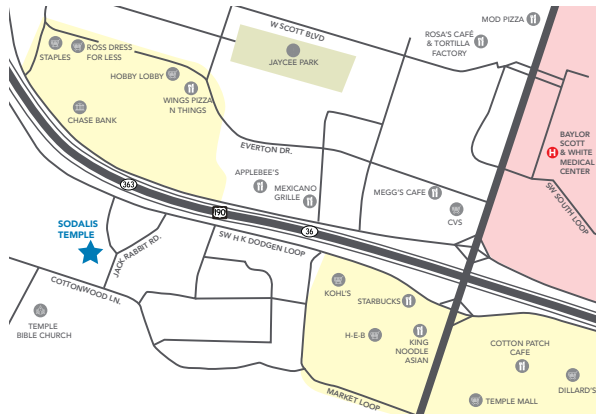 MOD PIZZA
W SCOTT BLVD
ROSA'S CAFÉ
& TORTILLA
FACTORY
STAPLES
ROSS DRESS
FOR LESS
JAYCEE PARK
HOBBY LOBBY
WINGS PIZZA
N THINGS
CHASE BANK
BAYLOR
SCOTT
& WHITE
MEDICAL
CENTER
H
EVERTON DR.
APPLEBEE'S
MEXICANO
GRILLE
MEGG'S CAFE
CVS
SW SOUTH LOOP
363
190
36
SODALIS
TEMPLE
JACK RABBIT RD.
SW H K DODGEN LOOP
COTTONWOOD LN.
KOHL'S
STARBUCKS
TEMPLE
BIBLE CHURCH
H-E-B
KING
NOODLE
ASIAN
COTTON PATCH
CAFE
DILLARD'S
MARKET LOOP
TEMPLE MALL